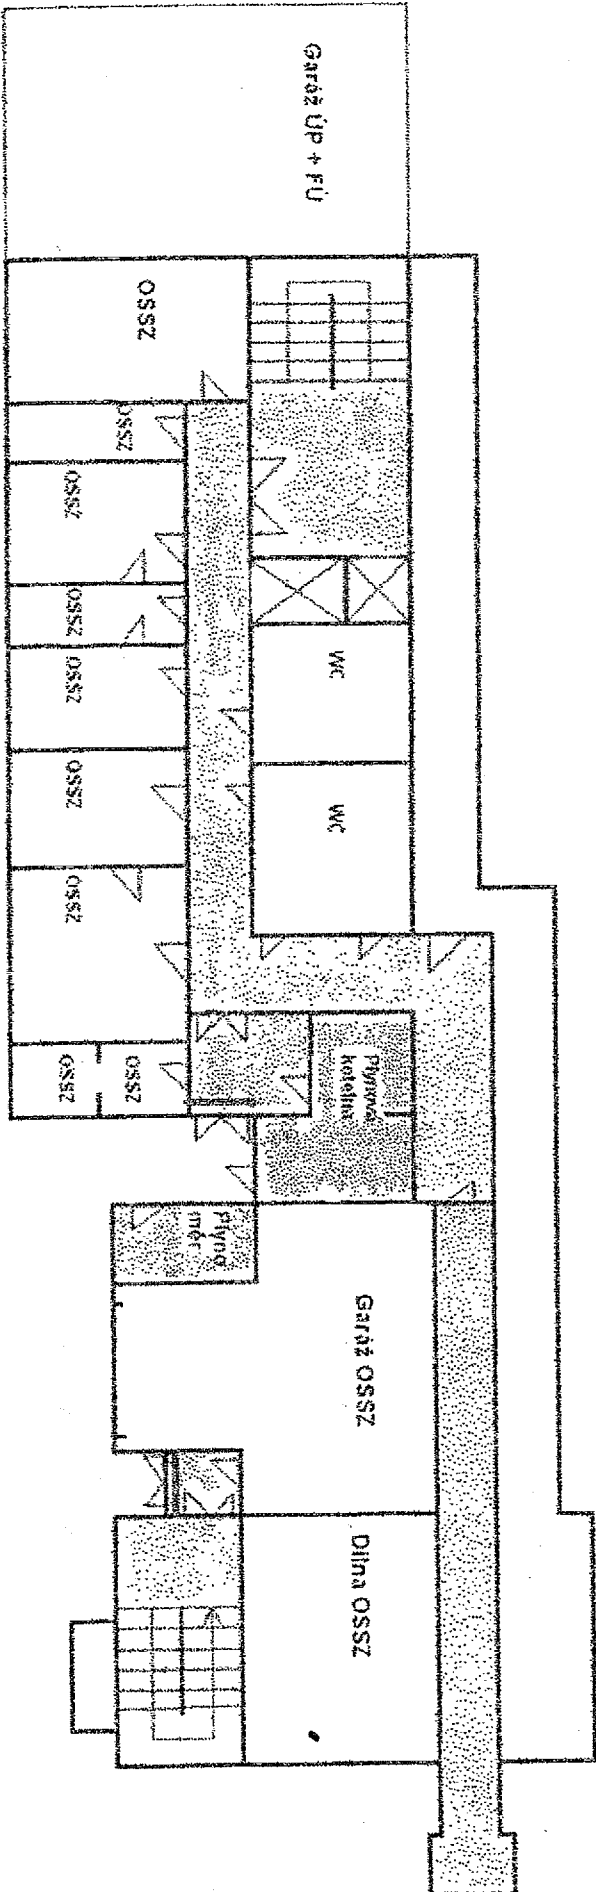 Garáž ÚP + FÚ
OSSZ
OSSZ
OSSZ
OSSZ
OSSZ
OSSZ
OSSZ
OSSZ
OSSZ
WC
WC
Plynová
kotelna
Plyno
měr.
Garáž OSSZ
Dílna OSSZ